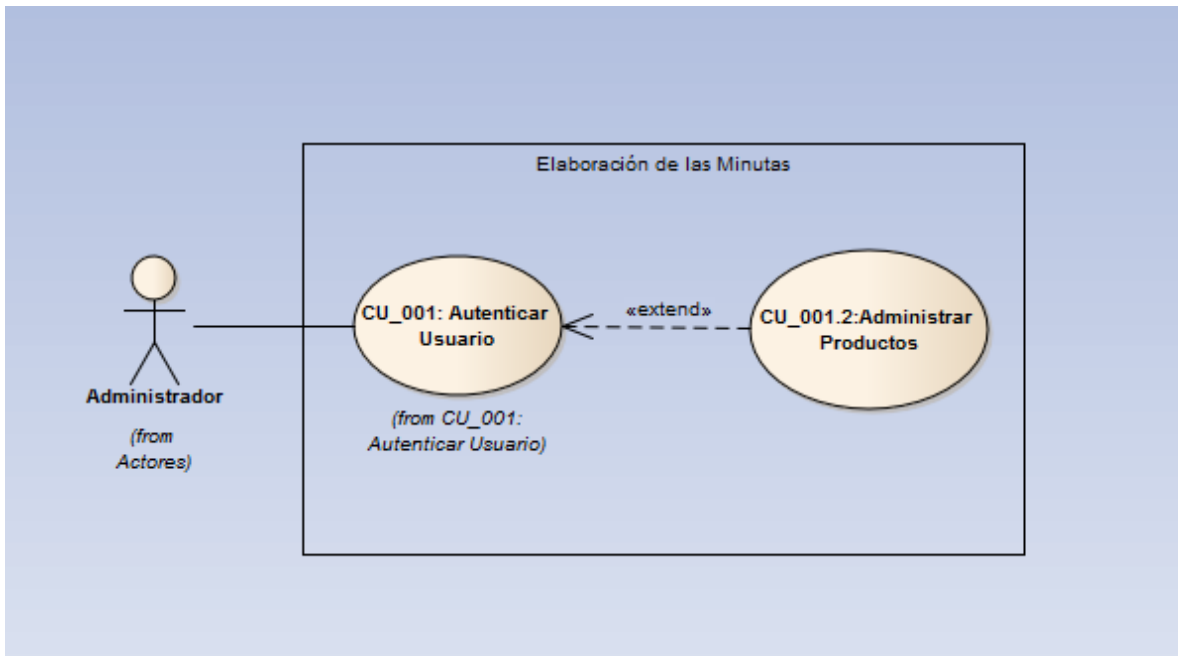 Elaboración de las Minutas
CU_001: Autenticar
Usuario
«extend»
CU_001.2:Administrar
Productos
Administrador
(from
Actores)
(from CU_001:
Autenticar Usuario)